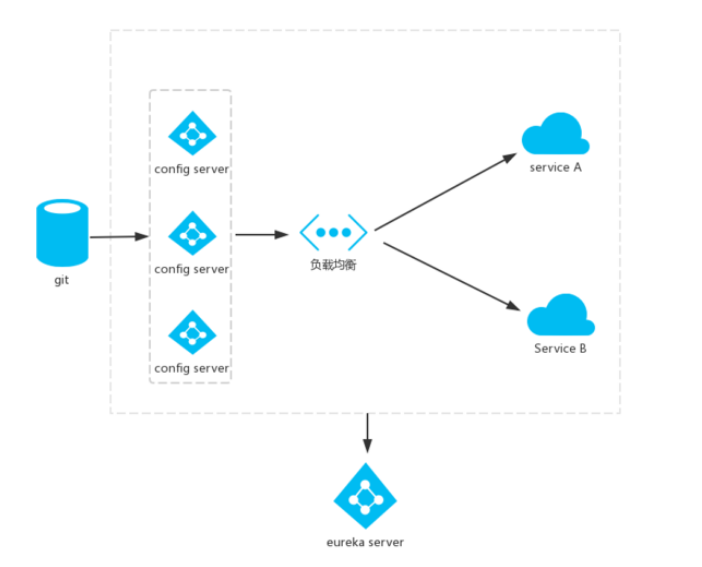 config server
service A
config server
负载均衡
git
config server
Service B
eureka server